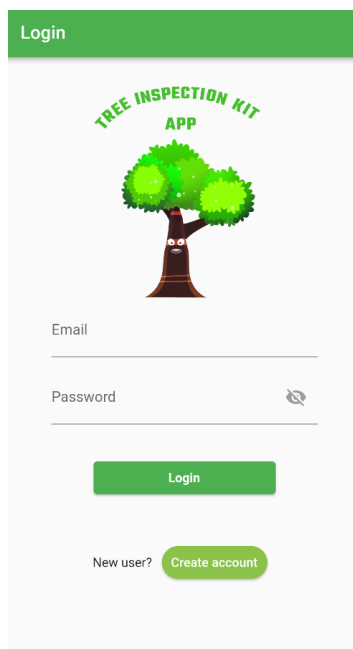 Login
TREE INSPECTION KIT
APP
Email
Password
Login
New user? Create account